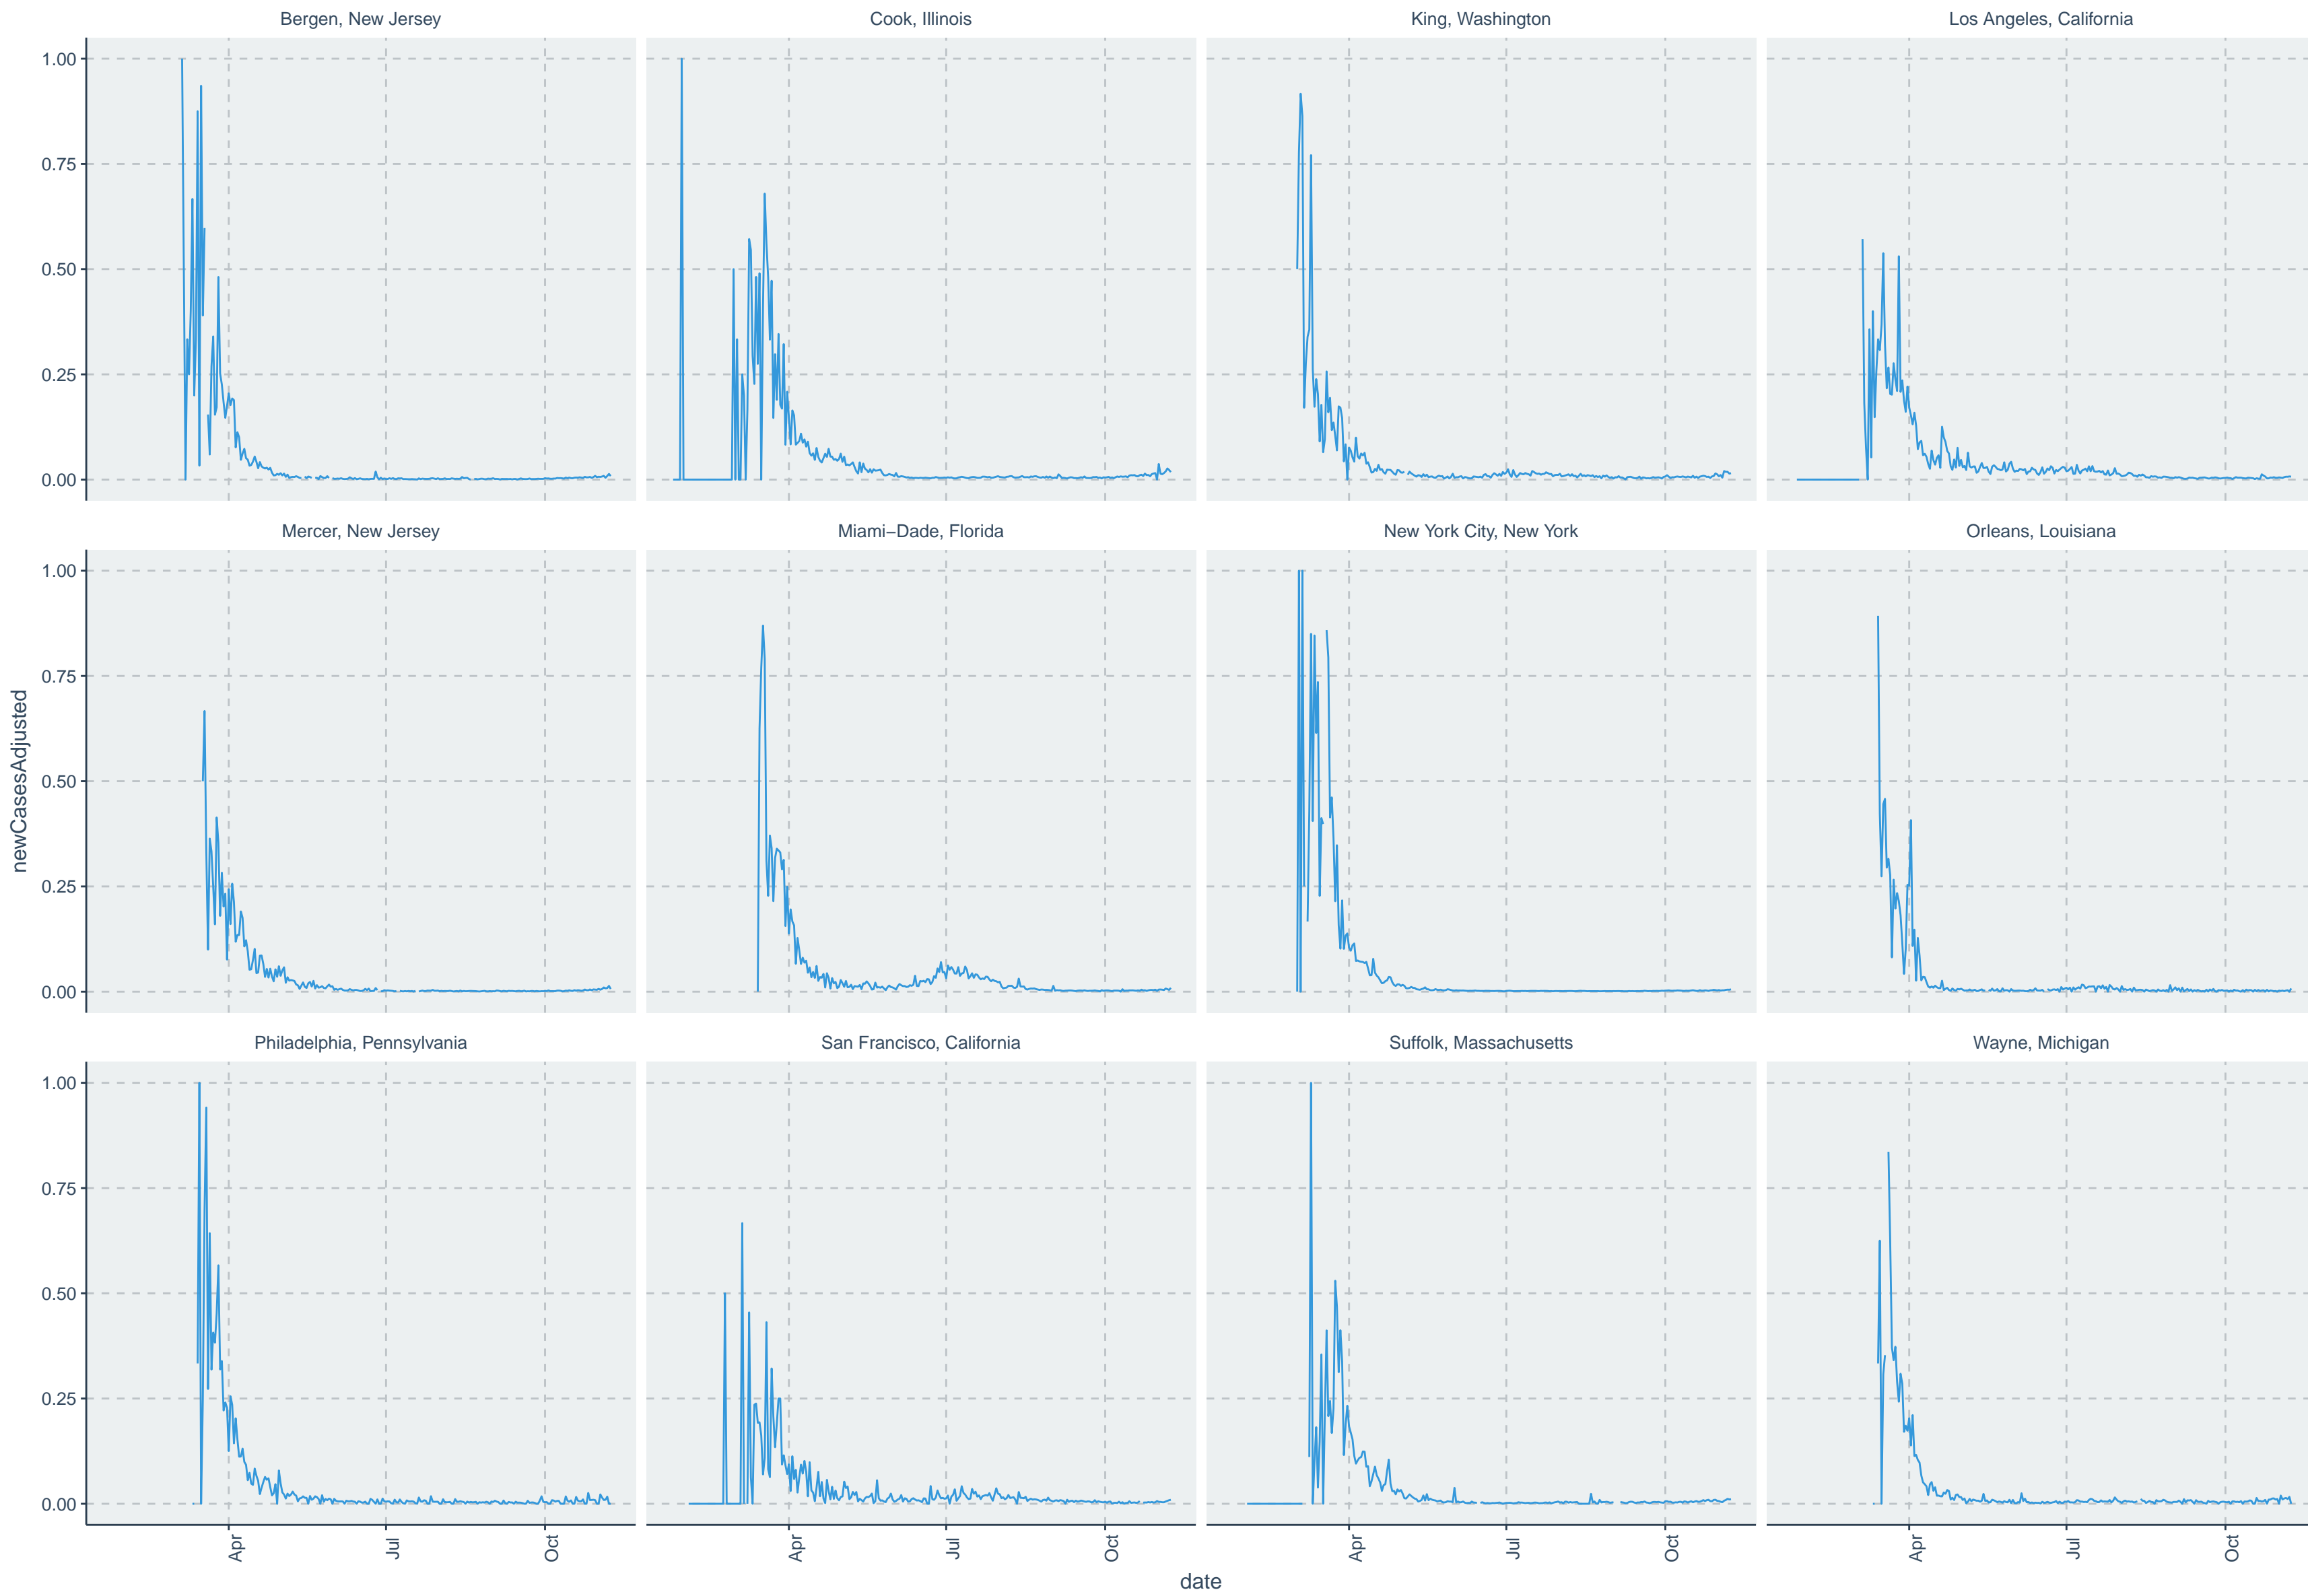 Bergen, New Jersey
Cook, Illinois
King, Washington
Los Angeles, California
1.00
0.75
0.50
0.25
0.00
Mercer, New Jersey
Miami−Dade, Florida
New York City, New York
Orleans, Louisiana
1.00
0.75
0.50
0.25
0.00
newCasesAdjusted
Philadelphia, Pennsylvania
San Francisco, California
Suffolk, Massachusetts
Wayne, Michigan
1.00
0.75
0.50
0.25
0.00
Apr
Jul
Oct
Apr
Jul
Oct
Apr
Jul
Oct
Apr
Jul
Oct
date